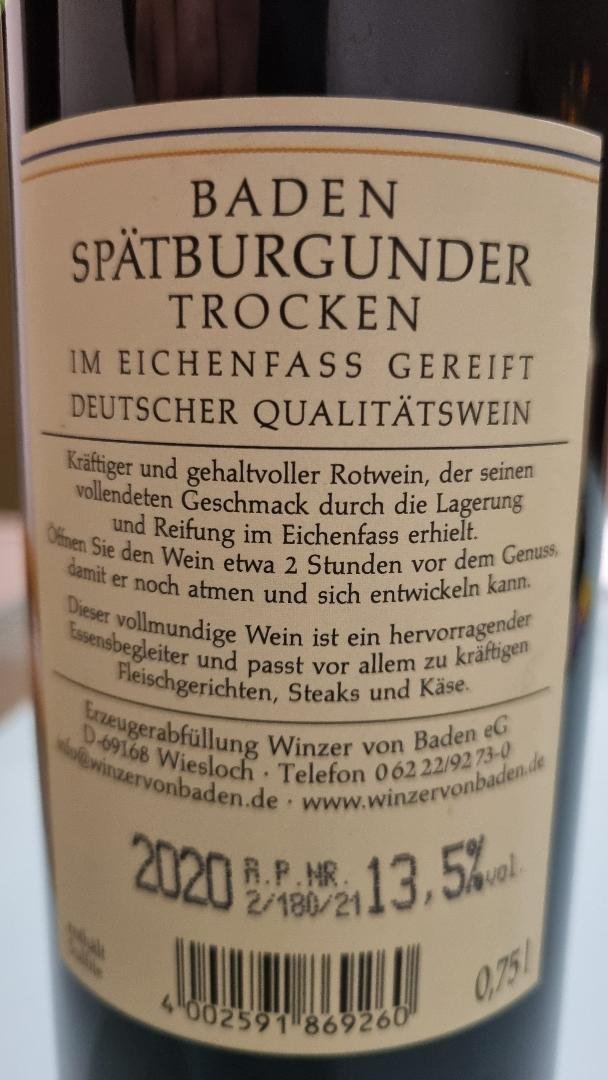 BADEN
SPÄTBURGUNDER
TROCKEN
IM EICHENFASS GEREIFT
DEUTSCHER QUALITÄTSWEIN
Kräftiger und gehaltvoller Rotwein, der seinen
vollendeten Geschmack durch die Lagerung
und Reifung im Eichenfass erhielt.
Öffnen Sie den Wein etwa 2 Stunden vor dem Genuss,
damit er noch atmen und sich entwickeln kann.
Dieser vollmundige Wein ist ein hervorragender
Essensbegleiter und passt vor allem zu kräftigen
Fleischgerichten, Steaks und Käse.
Erzeugerabfüllung Winzer von Baden eG
D-69168 Wiesloch · Telefon 0 62 22/92 73-0
info@winzervonbaden.de · www.winzervonbaden.de
2020 A.P.NR. 13,5%vol.
2/180/21
enthält
Sulfite
0,75 l
4 002591 869260